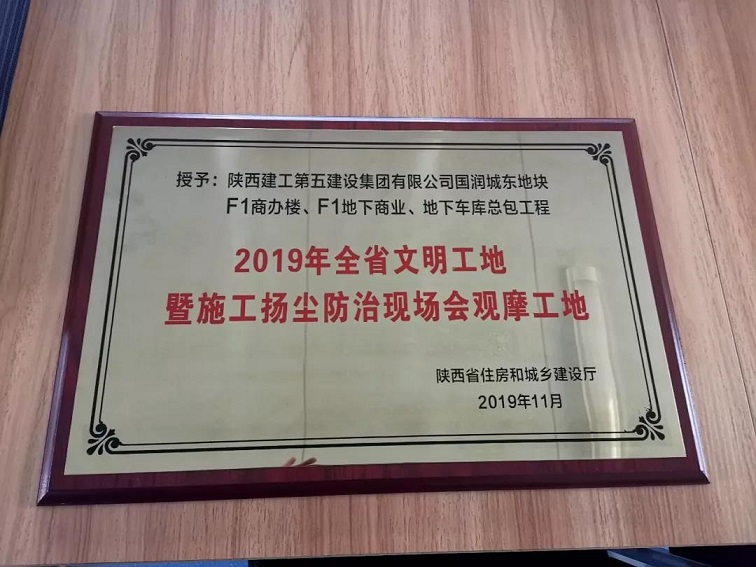 授予：陕西建工第五建设集团有限公司国润城东地块
F1商办楼、F1地下商业、地下车库总包工程
2019年全省文明工地
暨施工扬尘防治现场会观摩工地
陕西省住房和城乡建设厅
2019年11月